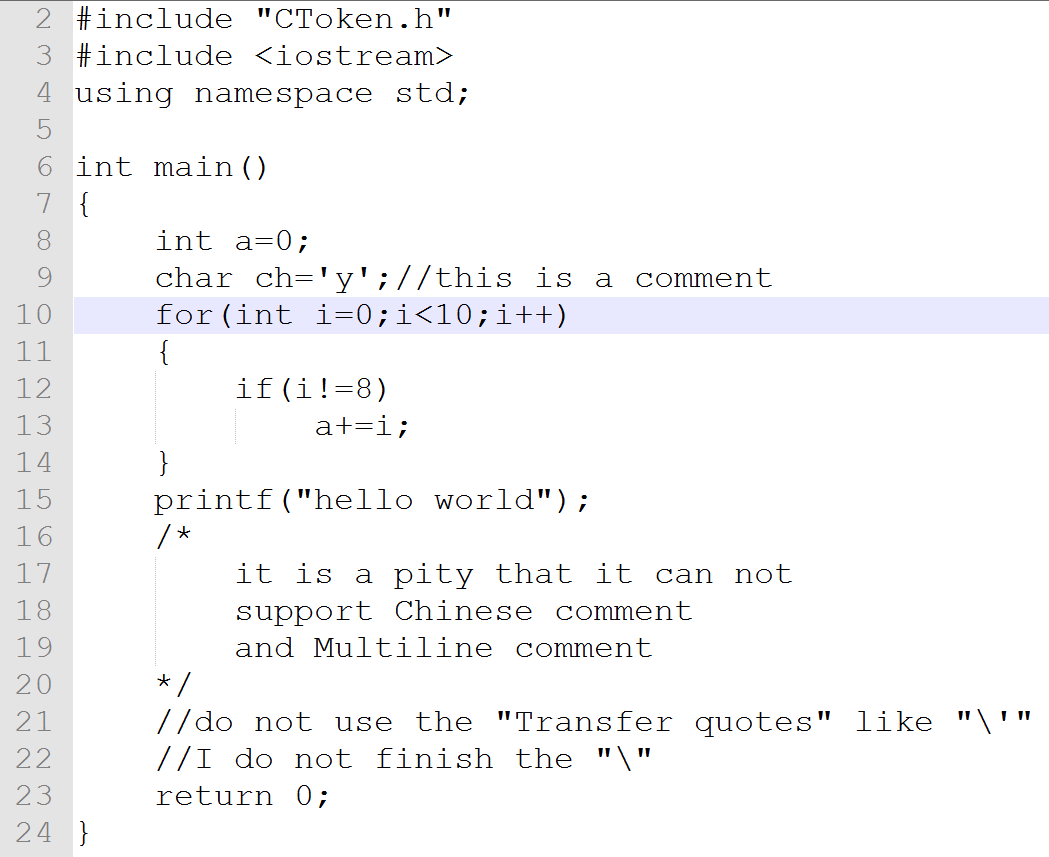 2 #include "CToken.h"
3 #include <iostream>
4 using namespace std;
5
6 int main()
7 {
8     int a=0;
9     char ch='y';//this is a comment
10     for(int i=0;i<10;i++)
11     {
12         if(i!=8)
13             a+=i;
14     }
15     printf("hello world");
16     /*
17         it is a pity that it can not
18         support Chinese comment
19         and Multiline comment
20     */
21     //do not use the "Transfer quotes" like "\'"
22     //I do not finish the "\"
23     return 0;
24 }